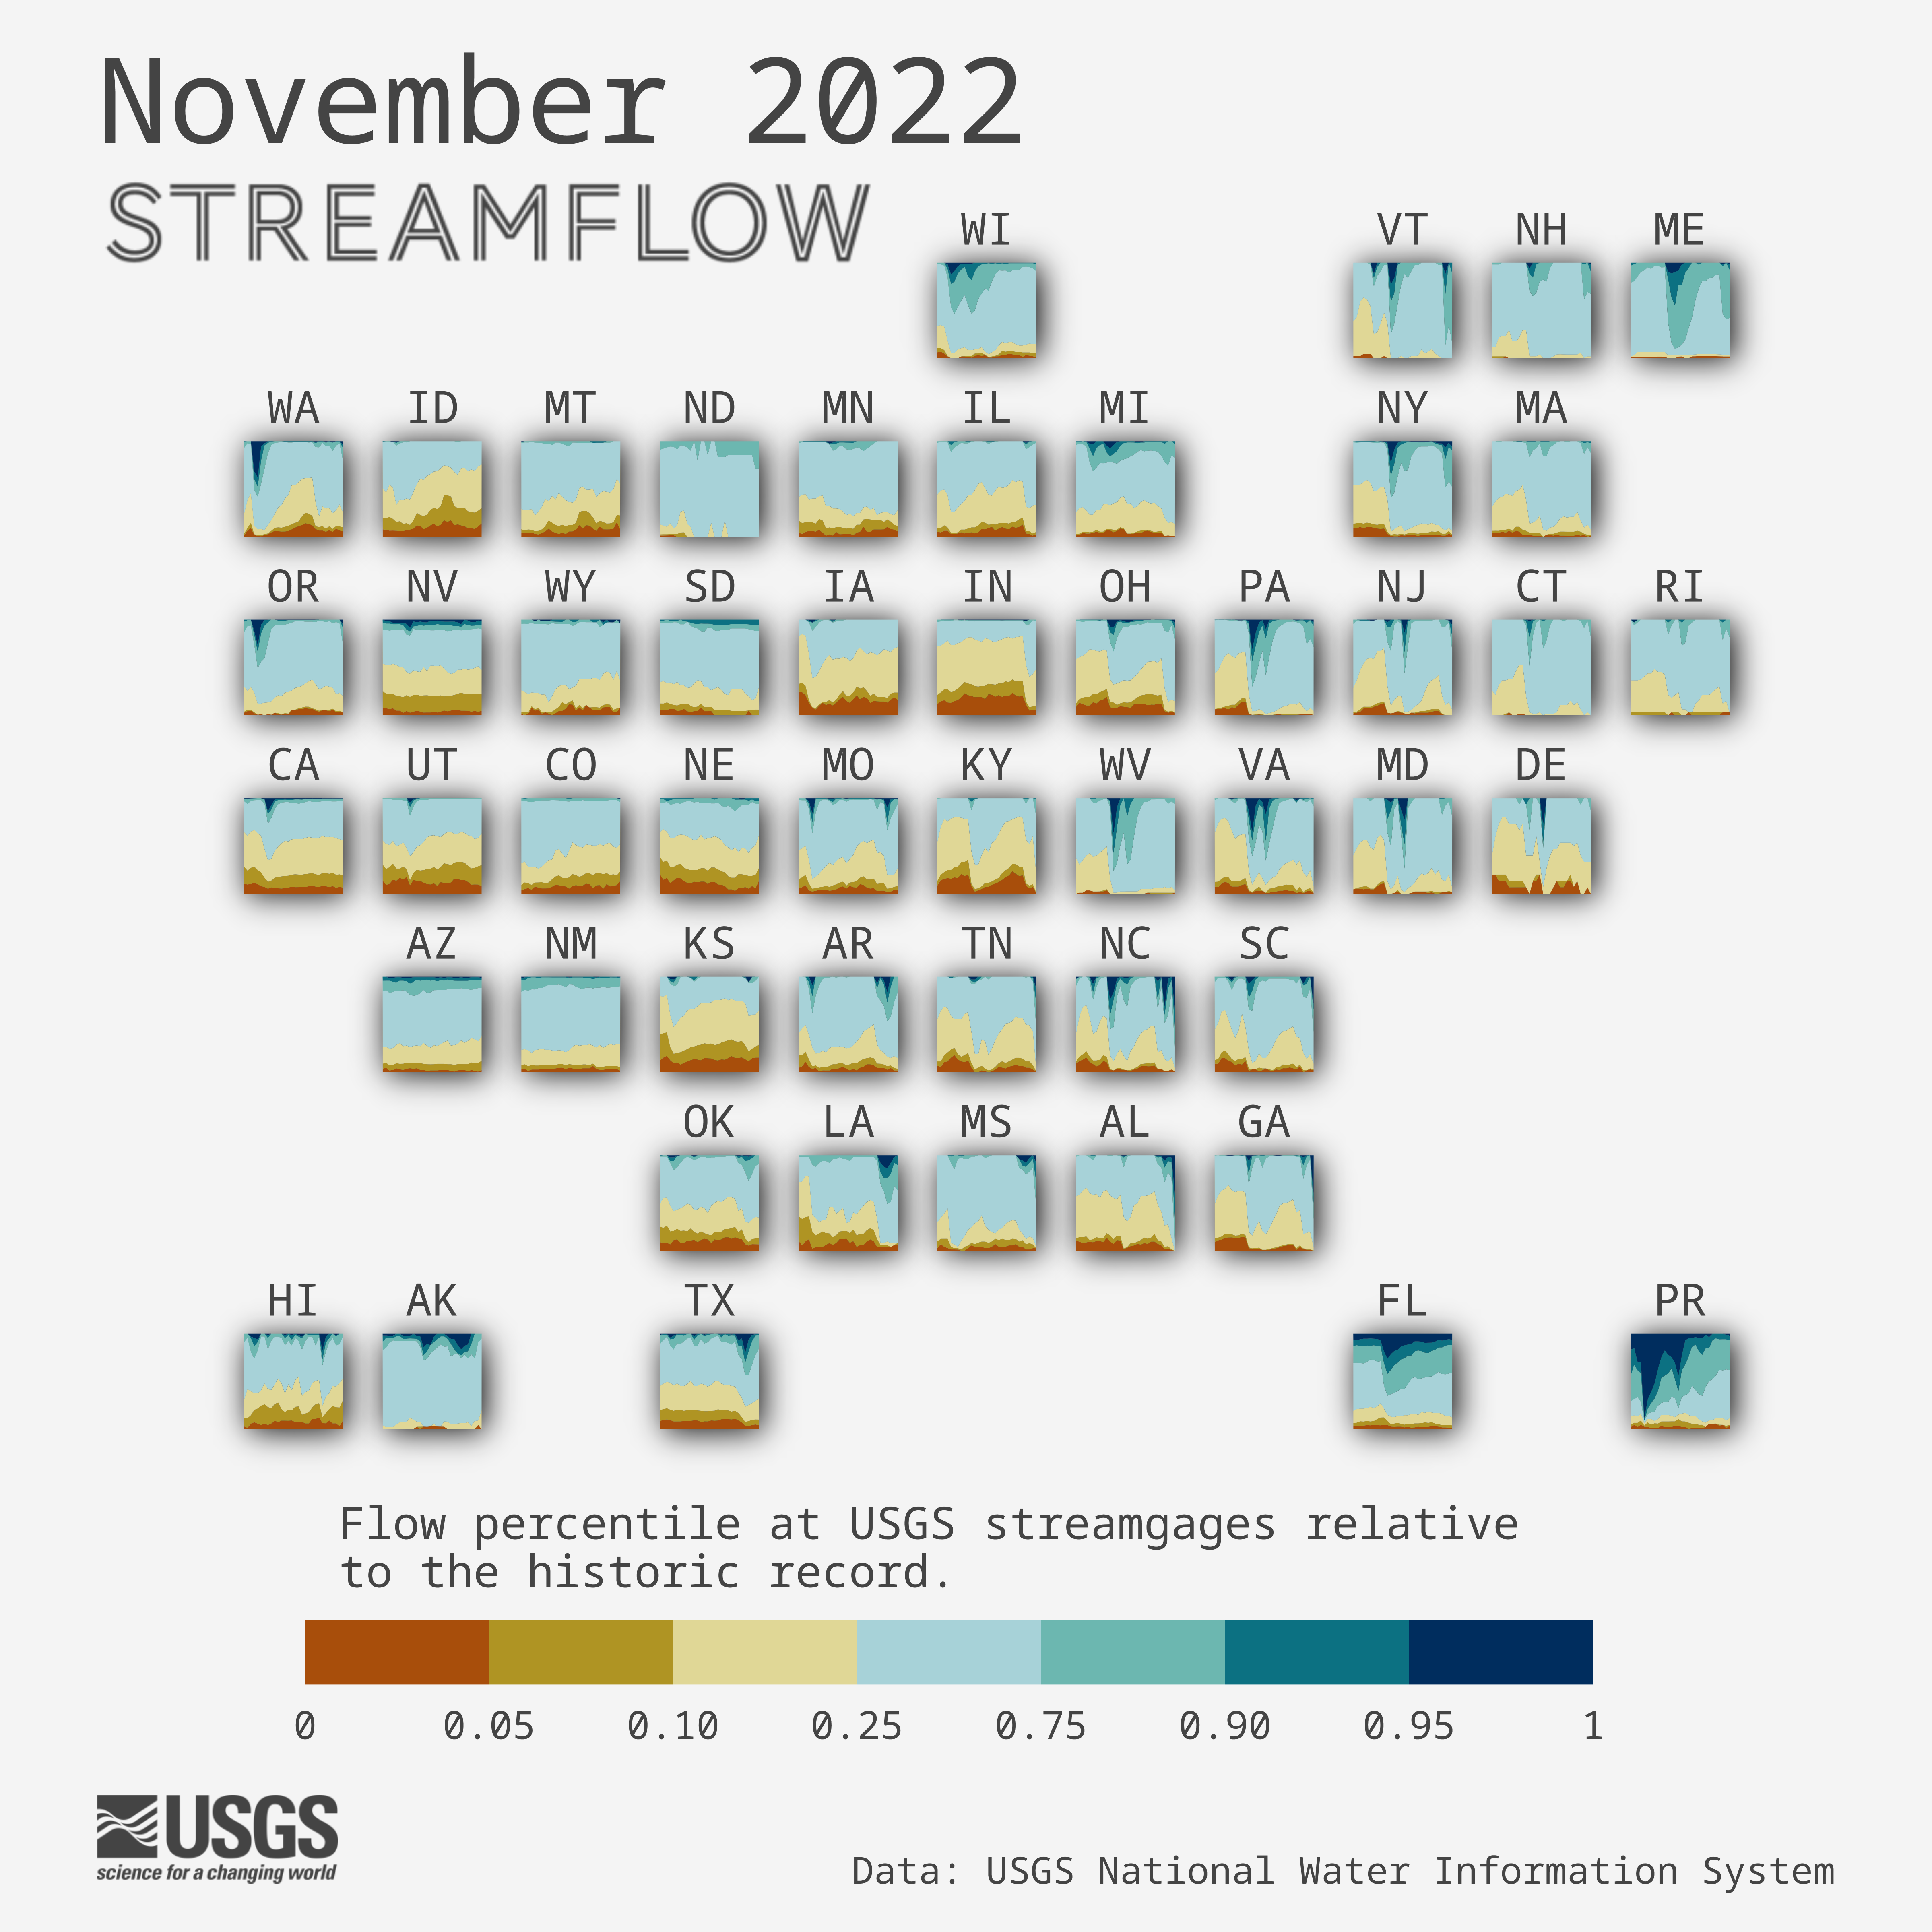 November 2022
STREAMFLOW
WI VT NH ME
WA ID MT ND MN IL MI NY MA
OR NV WY SD IA IN OH PA NJ CT RI
CA UT CO NE MO KY WV VA MD DE
AZ NM KS AR TN NC SC
OK LA MS AL GA
HI AK TX FL PR
Flow percentile at USGS streamgages relative
to the historic record.
0 0.05 0.10 0.25 0.75 0.90 0.95 1
USGS
science for a changing world
Data: USGS National Water Information System